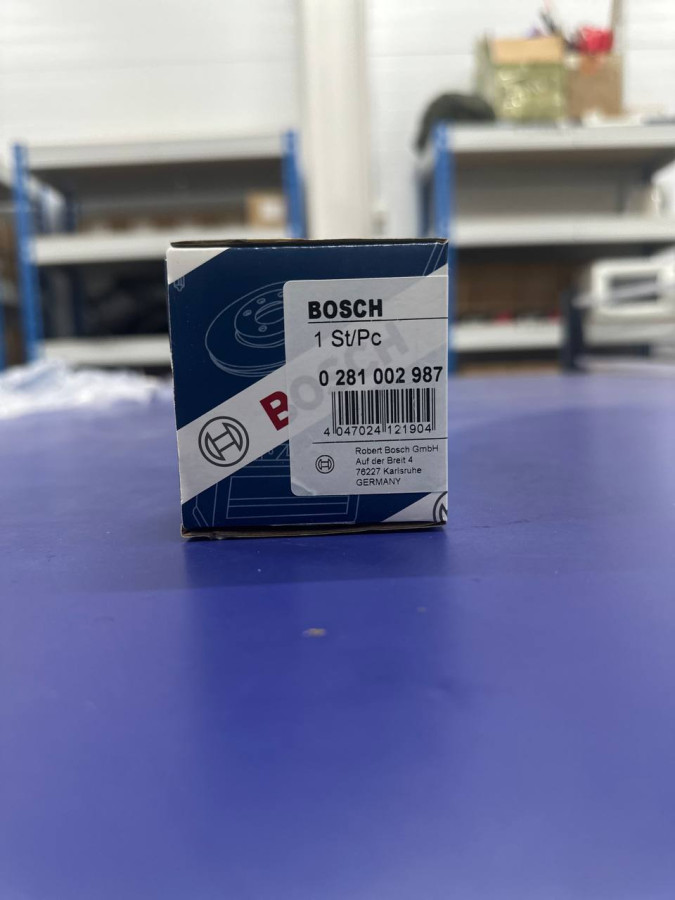 BOSCH
1 St/Pc
BOSCH
0 281 002 987
4 047024 121904
Robert Bosch GmbH
Auf der Breit 4
76227 Karlsruhe
GERMANY